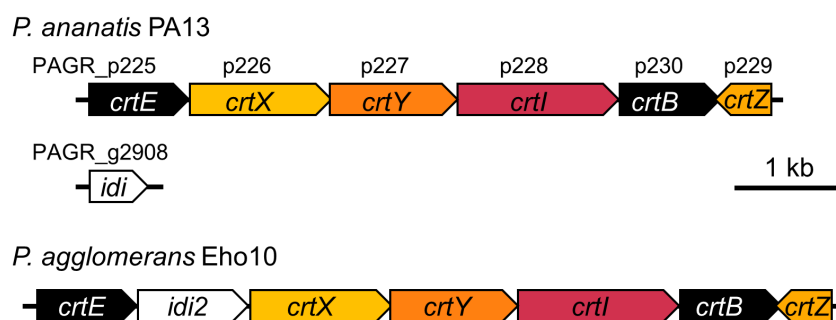 P. ananatis PA13
PAGR_p225 p226 p227 p228 p230 p229
crtE crtX crtY crtI crtB crtZ
PAGR_g2908
idi
1 kb
P. agglomerans Eho10
crtE idi2 crtX crtY crtI crtB crtZ